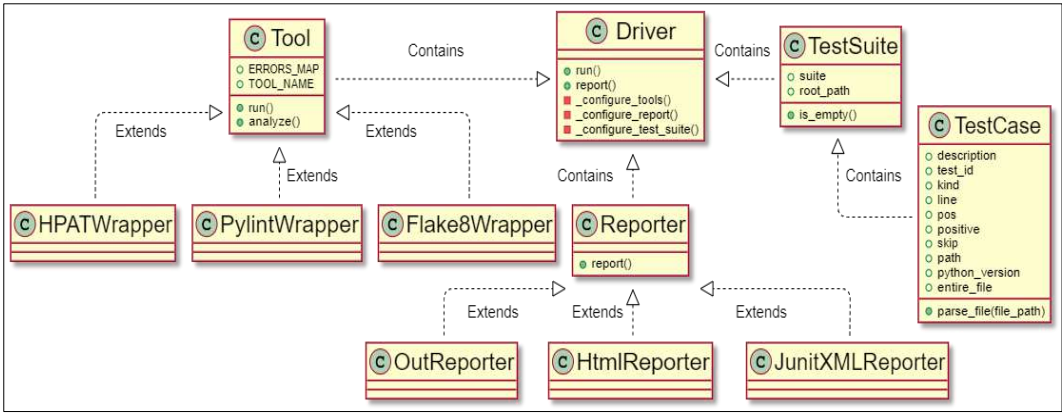 C Tool
ERRORS_MAP
TOOL_NAME
run()
analyze()
Contains
C Driver
run()
report()
_configure_tools()
_configure_report()
_configure_test_suite()
Contains
C TestSuite
suite
root_path
is_empty()
C TestCase
description
test_id
kind
line
pos
positive
skip
path
python_version
entire_file
parse_file(file_path)
Extends
Extends
Extends
Contains
Contains
C HPATWrapper
C PylintWrapper
C Flake8Wrapper
C Reporter
report()
Extends
Extends
Extends
C OutReporter
C HtmlReporter
C JunitXMLReporter